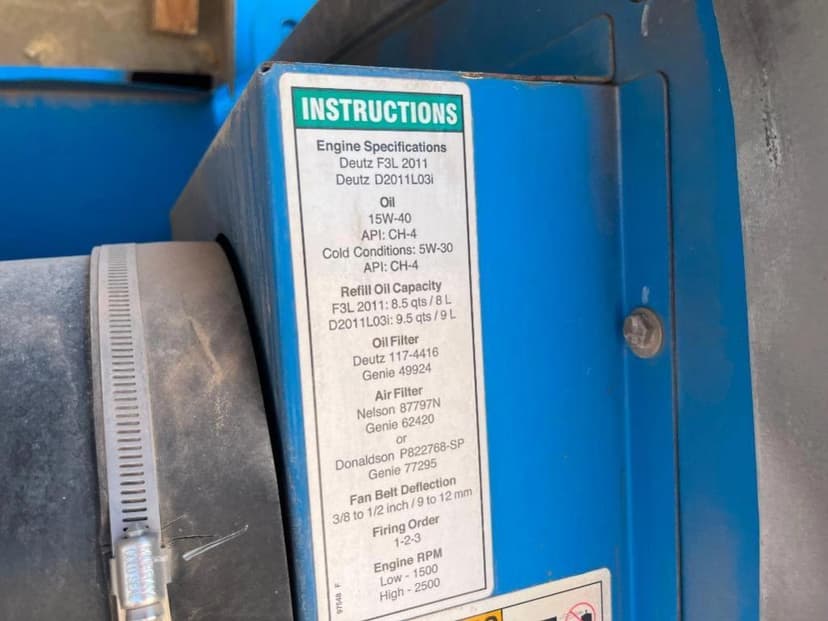 INSTRUCTIONS
Engine Specifications
Deutz F3L 2011
Deutz D2011L03i
Oil
15W-40
API: CH-4
Cold Conditions: 5W-30
API: CH-4
Refill Oil Capacity
F3L 2011: 8.5 qts / 8 L
D2011L03i: 9.5 qts / 9 L
Oil Filter
Deutz 117-4416
Genie 49924
Air Filter
Nelson 87797N
Genie 62420
or
Donaldson P822768-SP
Genie 77295
Fan Belt Deflection
3/8 to 1/2 inch / 9 to 12 mm
Firing Order
1-2-3
Engine RPM
Low - 1500
High - 2500
97548 F